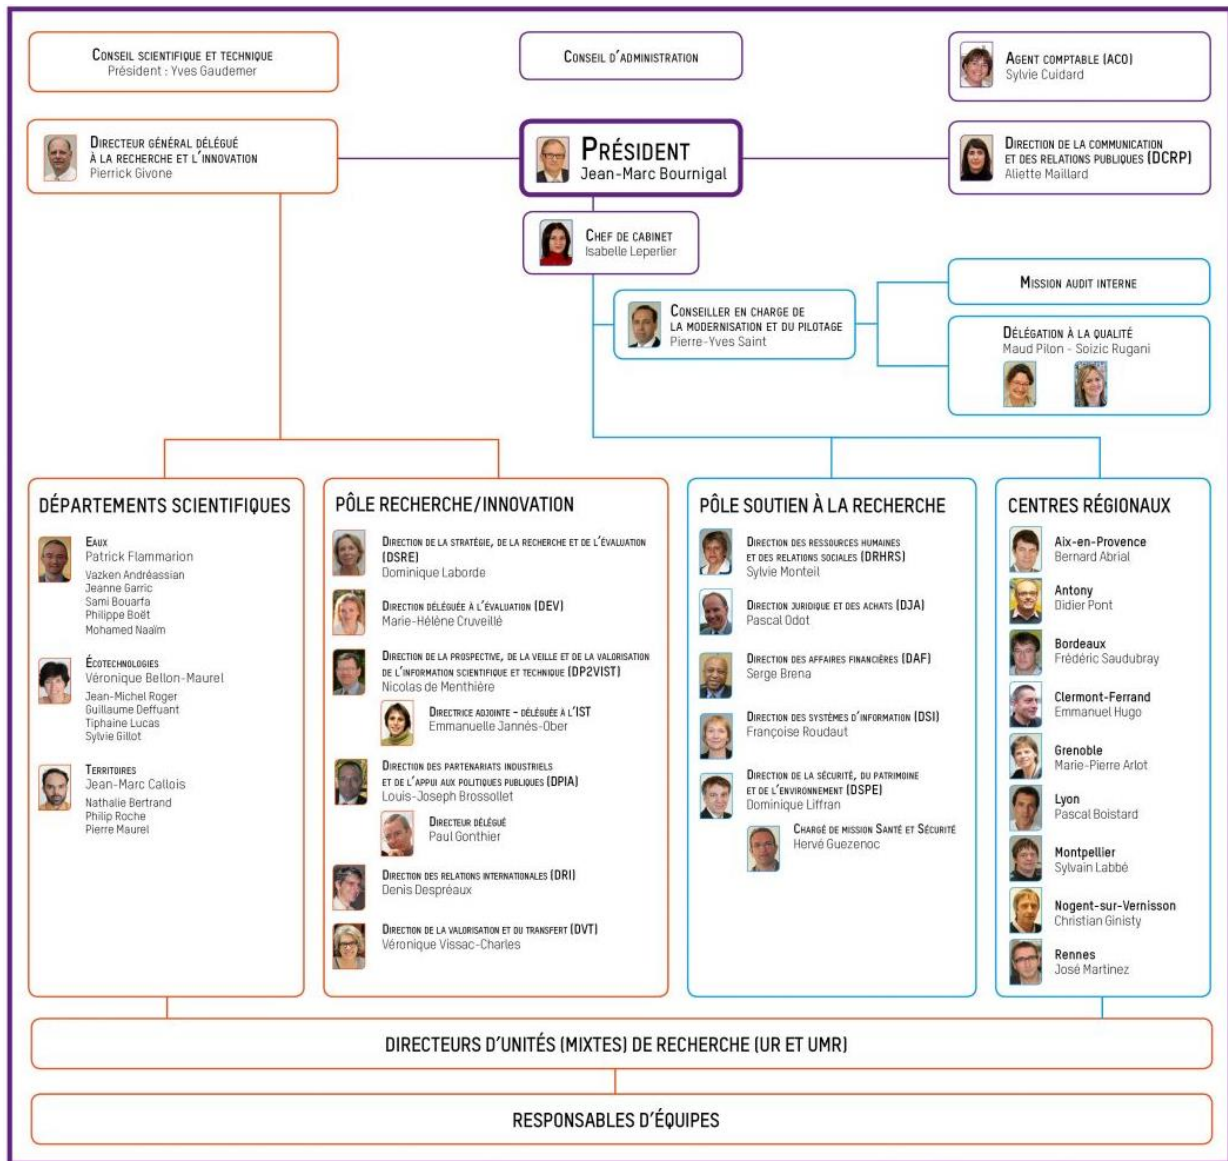 CONSEIL SCIENTIFIQUE ET TECHNIQUE
Président : Yves Gaudemer
CONSEIL D'ADMINISTRATION
AGENT COMPTABLE (ACO)
Sylvie Cuidard
DIRECTEUR GÉNÉRAL DÉLÉGUÉ
À LA RECHERCHE ET L'INNOVATION
Pierrick Givone
PRÉSIDENT
Jean-Marc Bournigal
DIRECTION DE LA COMMUNICATION
ET DES RELATIONS PUBLIQUES (DCRP)
Aliette Maillard
CHEF DE CABINET
Isabelle Leperlier
CONSEILLER EN CHARGE DE
LA MODERNISATION ET DU PILOTAGE
Pierre-Yves Saint
MISSION AUDIT INTERNE
DÉLÉGATION À LA QUALITÉ
Maud Pilon - Soizic Rugani
DÉPARTEMENTS SCIENTIFIQUES
EAUX
Patrick Flammarion
Vazken Andréassian
Jeanne Garric
Sami Bouarfa
Philippe Boët
Mohamed Naaïm
ÉCOTECHNOLOGIES
Véronique Bellon-Maurel
Jean-Michel Roger
Guillaume Deffuant
Tiphaine Lucas
Sylvie Gillot
TERRITOIRES
Jean-Marc Callois
Nathalie Bertrand
Philip Roche
Pierre Maurel
PÔLE RECHERCHE/INNOVATION
DIRECTION DE LA STRATÉGIE, DE LA RECHERCHE ET DE L'ÉVALUATION
(DSRE)
Dominique Laborde
DIRECTION DÉLÉGUÉE À L'ÉVALUATION (DEV)
Marie-Hélène Cruveillé
DIRECTION DE LA PROSPECTIVE, DE LA VEILLE ET DE LA VALORISATION
DE L'INFORMATION SCIENTIFIQUE ET TECHNIQUE (DP2VIST)
Nicolas de Menthière
DIRECTRICE ADJOINTE - DÉLÉGUÉE À L'IST
Emmanuelle Jannès-Ober
DIRECTION DES PARTENARIATS INDUSTRIELS
ET DE L'APPUI AUX POLITIQUES PUBLIQUES (DPIA)
Louis-Joseph Brossollet
DIRECTEUR DÉLÉGUÉ
Paul Gonthier
DIRECTION DES RELATIONS INTERNATIONALES (DRI)
Denis Despréaux
DIRECTION DE LA VALORISATION ET DU TRANSFERT (DVT)
Véronique Vissac-Charles
PÔLE SOUTIEN À LA RECHERCHE
DIRECTION DES RESSOURCES HUMAINES
ET DES RELATIONS SOCIALES (DRHRS)
Sylvie Monteil
DIRECTION JURIDIQUE ET DES ACHATS (DJA)
Pascal Odot
DIRECTION DES AFFAIRES FINANCIÈRES (DAF)
Serge Brena
DIRECTION DES SYSTÈMES D'INFORMATION (DSI)
Françoise Roudaut
DIRECTION DE LA SÉCURITÉ, DU PATRIMOINE
ET DE L'ENVIRONNEMENT (DSPE)
Dominique Liffran
CHARGÉ DE MISSION SANTÉ ET SÉCURITÉ
Hervé Guezenoc
CENTRES RÉGIONAUX
Aix-en-Provence
Bernard Abrial
Antony
Didier Pont
Bordeaux
Frédéric Saudubray
Clermont-Ferrand
Emmanuel Hugo
Grenoble
Marie-Pierre Arlot
Lyon
Pascal Boistard
Montpellier
Sylvain Labbé
Nogent-sur-Vernisson
Christian Ginisty
Rennes
José Martinez
DIRECTEURS D'UNITÉS (MIXTES) DE RECHERCHE (UR ET UMR)
RESPONSABLES D'ÉQUIPES